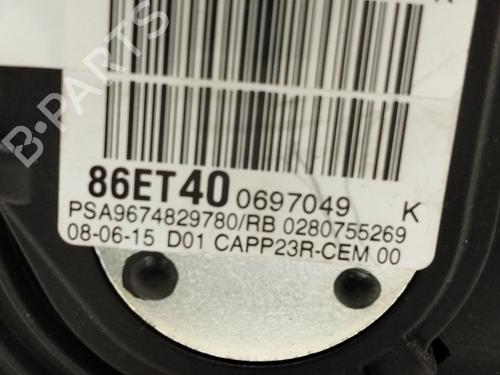 B-PARTS
86ET40 0697049 K
PSA9674829780/RB 0280755269
08-06-15 D01 CAPP23R-CEM 00